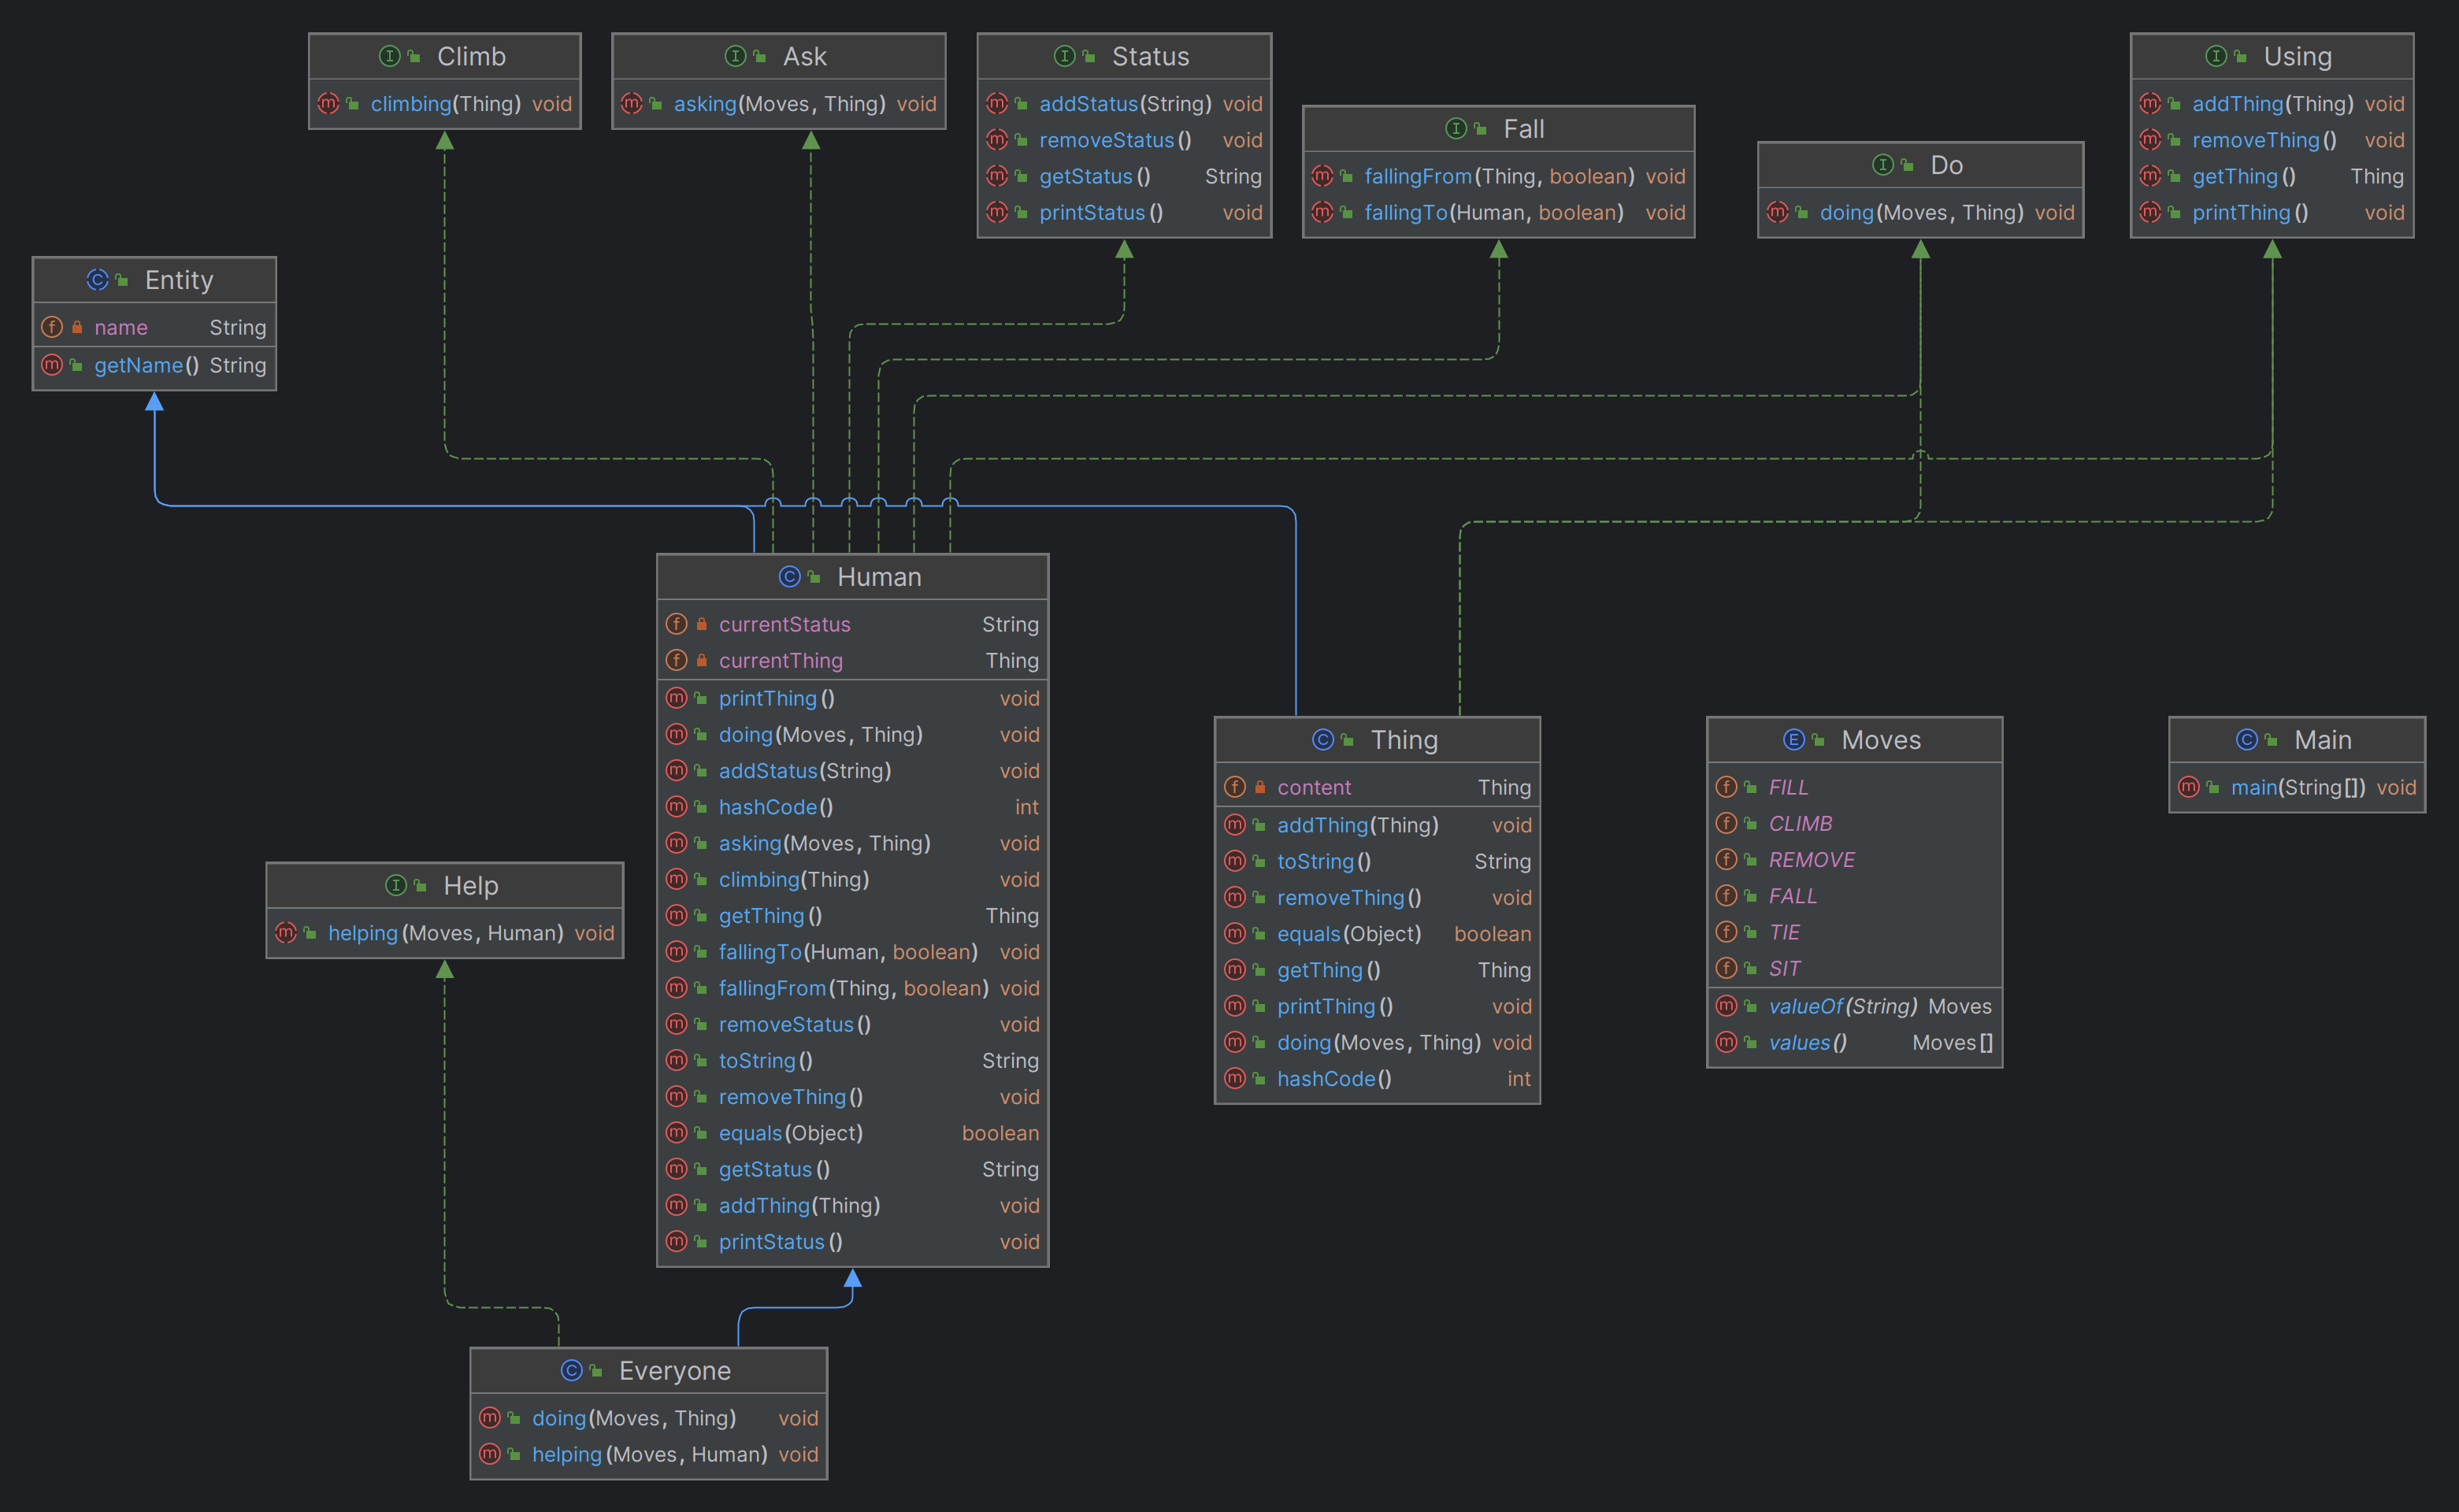 Climb
climbing(Thing) void
Ask
asking(Moves, Thing) void
Status
addStatus(String) void
removeStatus() void
getStatus() String
printStatus() void
Fall
fallingFrom(Thing, boolean) void
fallingTo(Human, boolean) void
Do
doing(Moves, Thing) void
Using
addThing(Thing) void
removeThing() void
getThing() Thing
printThing() void
Entity
name String
getName() String
Human
currentStatus String
currentThing Thing
printThing() void
doing(Moves, Thing) void
addStatus(String) void
hashCode() int
asking(Moves, Thing) void
climbing(Thing) void
getThing() Thing
fallingTo(Human, boolean) void
fallingFrom(Thing, boolean) void
removeStatus() void
toString() String
removeThing() void
equals(Object) boolean
getStatus() String
addThing(Thing) void
printStatus() void
Thing
content Thing
addThing(Thing) void
toString() String
removeThing() void
equals(Object) boolean
getThing() Thing
printThing() void
doing(Moves, Thing) void
hashCode() int
Moves
FILL
CLIMB
REMOVE
FALL
TIE
SIT
valueOf(String) Moves
values() Moves[]
Main
main(String[]) void
Help
helping(Moves, Human) void
Everyone
doing(Moves, Thing) void
helping(Moves, Human) void